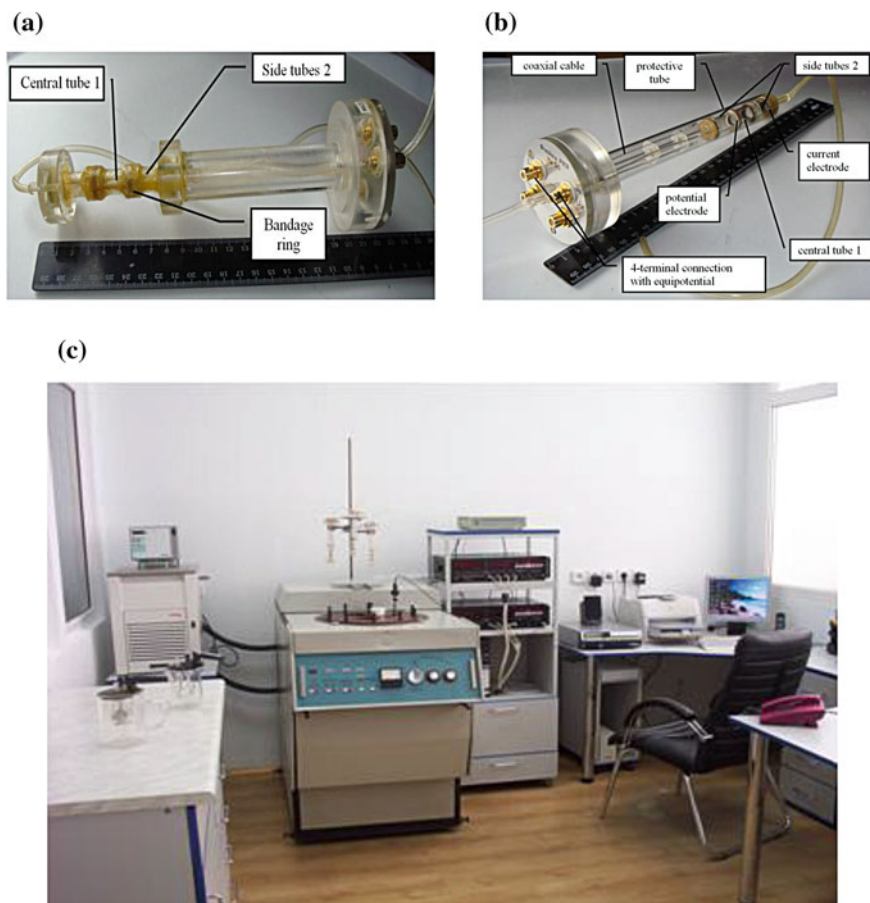 (a)
Central tube 1
Side tubes 2
Bandage
ring
(b)
coaxial cable
protective
tube
side tubes 2
current
electrode
potential
electrode
central tube 1
4-terminal connection
with equipotential
(c)